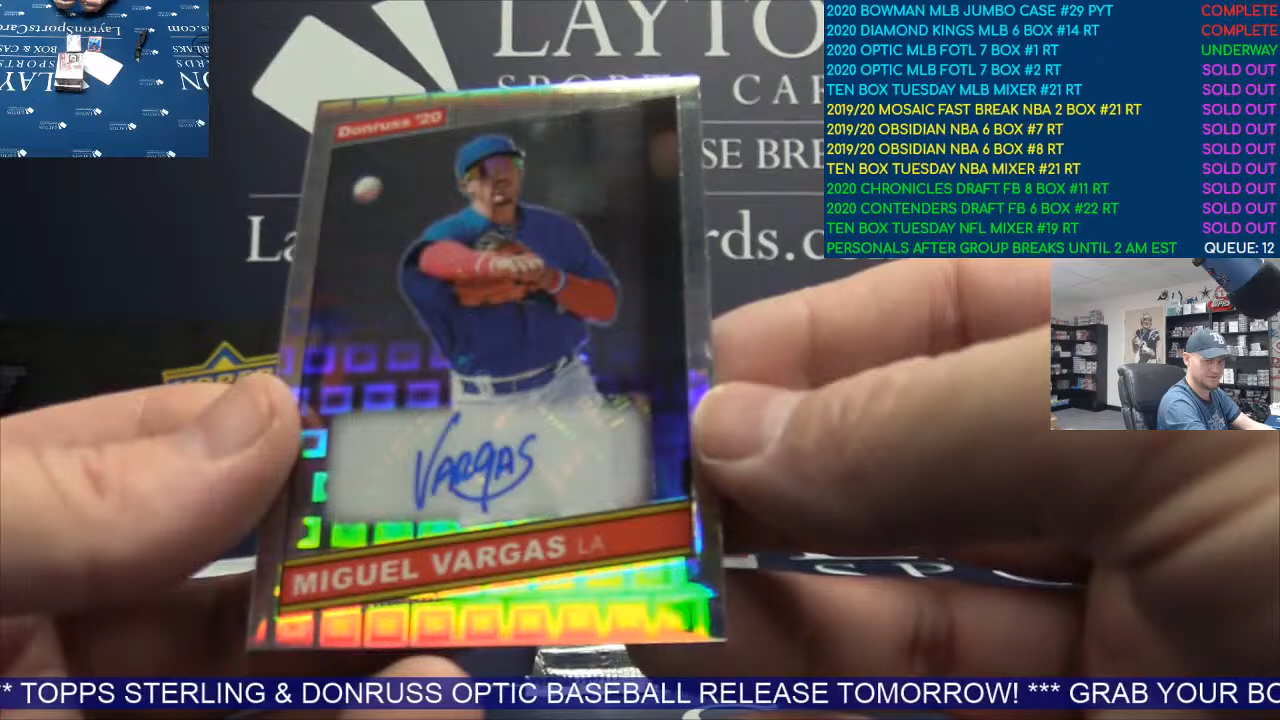 LAYTO
SPORTS CARDS
SE BRE
La
rds.c
Donruss '20
VARGAS
MIGUEL VARGAS LA
2020 BOWMAN MLB JUMBO CASE #29 PYT COMPLETE
2020 DIAMOND KINGS MLB 6 BOX #14 RT COMPLETE
2020 OPTIC MLB FOTL 7 BOX #1 RT UNDERWAY
2020 OPTIC MLB FOTL 7 BOX #2 RT SOLD OUT
TEN BOX TUESDAY MLB MIXER #21 RT SOLD OUT
2019/20 MOSAIC FAST BREAK NBA 2 BOX #21 RT SOLD OUT
2019/20 OBSIDIAN NBA 6 BOX #7 RT SOLD OUT
2019/20 OBSIDIAN NBA 6 BOX #8 RT SOLD OUT
TEN BOX TUESDAY NBA MIXER #21 RT SOLD OUT
2020 CHRONICLES DRAFT FB 8 BOX #11 RT SOLD OUT
2020 CONTENDERS DRAFT FB 6 BOX #22 RT SOLD OUT
TEN BOX TUESDAY NFL MIXER #19 RT SOLD OUT
PERSONALS AFTER GROUP BREAKS UNTIL 2 AM EST QUEUE: 12
** TOPPS STERLING & DONRUSS OPTIC BASEBALL RELEASE TOMORROW! *** GRAB YOUR BO